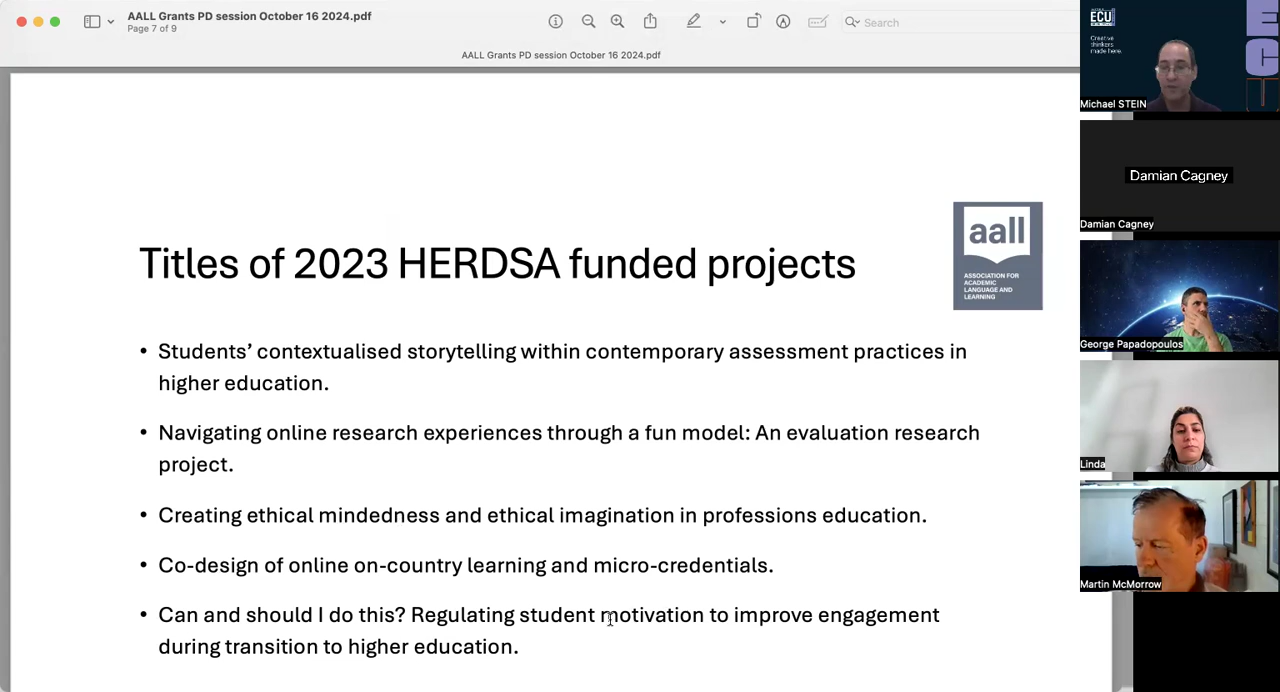 AALL Grants PD session October 16 2024.pdf
Page 7 of 9
Search
AALL Grants PD session October 16 2024.pdf
Titles of 2023 HERDSA funded projects
aall
ASSOCIATION FOR
ACADEMIC
LANGUAGE AND
LEARNING
• Students’ contextualised storytelling within contemporary assessment practices in
higher education.
• Navigating online research experiences through a fun model: An evaluation research
project.
• Creating ethical mindedness and ethical imagination in professions education.
• Co-design of online on-country learning and micro-credentials.
• Can and should I do this? Regulating student motivation to improve engagement
during transition to higher education.
ECU
Creative
thinkers
made here.
E
C
Michael STEIN
Damian Cagney
Damian Cagney
George Papadopoulos
Linda
Martin McMorrow